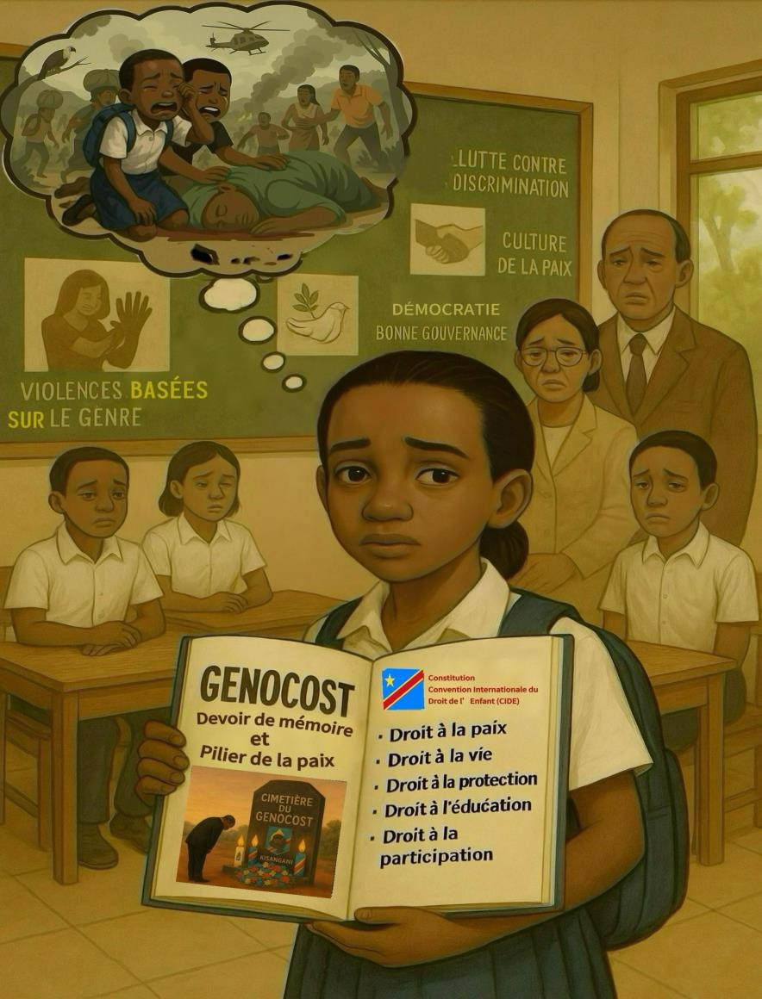 LUTTE CONTRE
DISCRIMINATION
CULTURE
DE LA PAIX
DÉMOCRATIE
BONNE GOUVERNANCE
VIOLENCES BASÉES
SUR LE GENRE
GENOCOST
Devoir de mémoire
et
Pilier de la paix
CIMETIÈRE
DU
GENOCOST
KISANGANI
Constitution
Convention Internationale du
Droit de l' Enfant (CIDE)
· Droit à la paix
· Droit à la vie
· Droit à la protection
· Droit à l'éducation
· Droit à la
participation